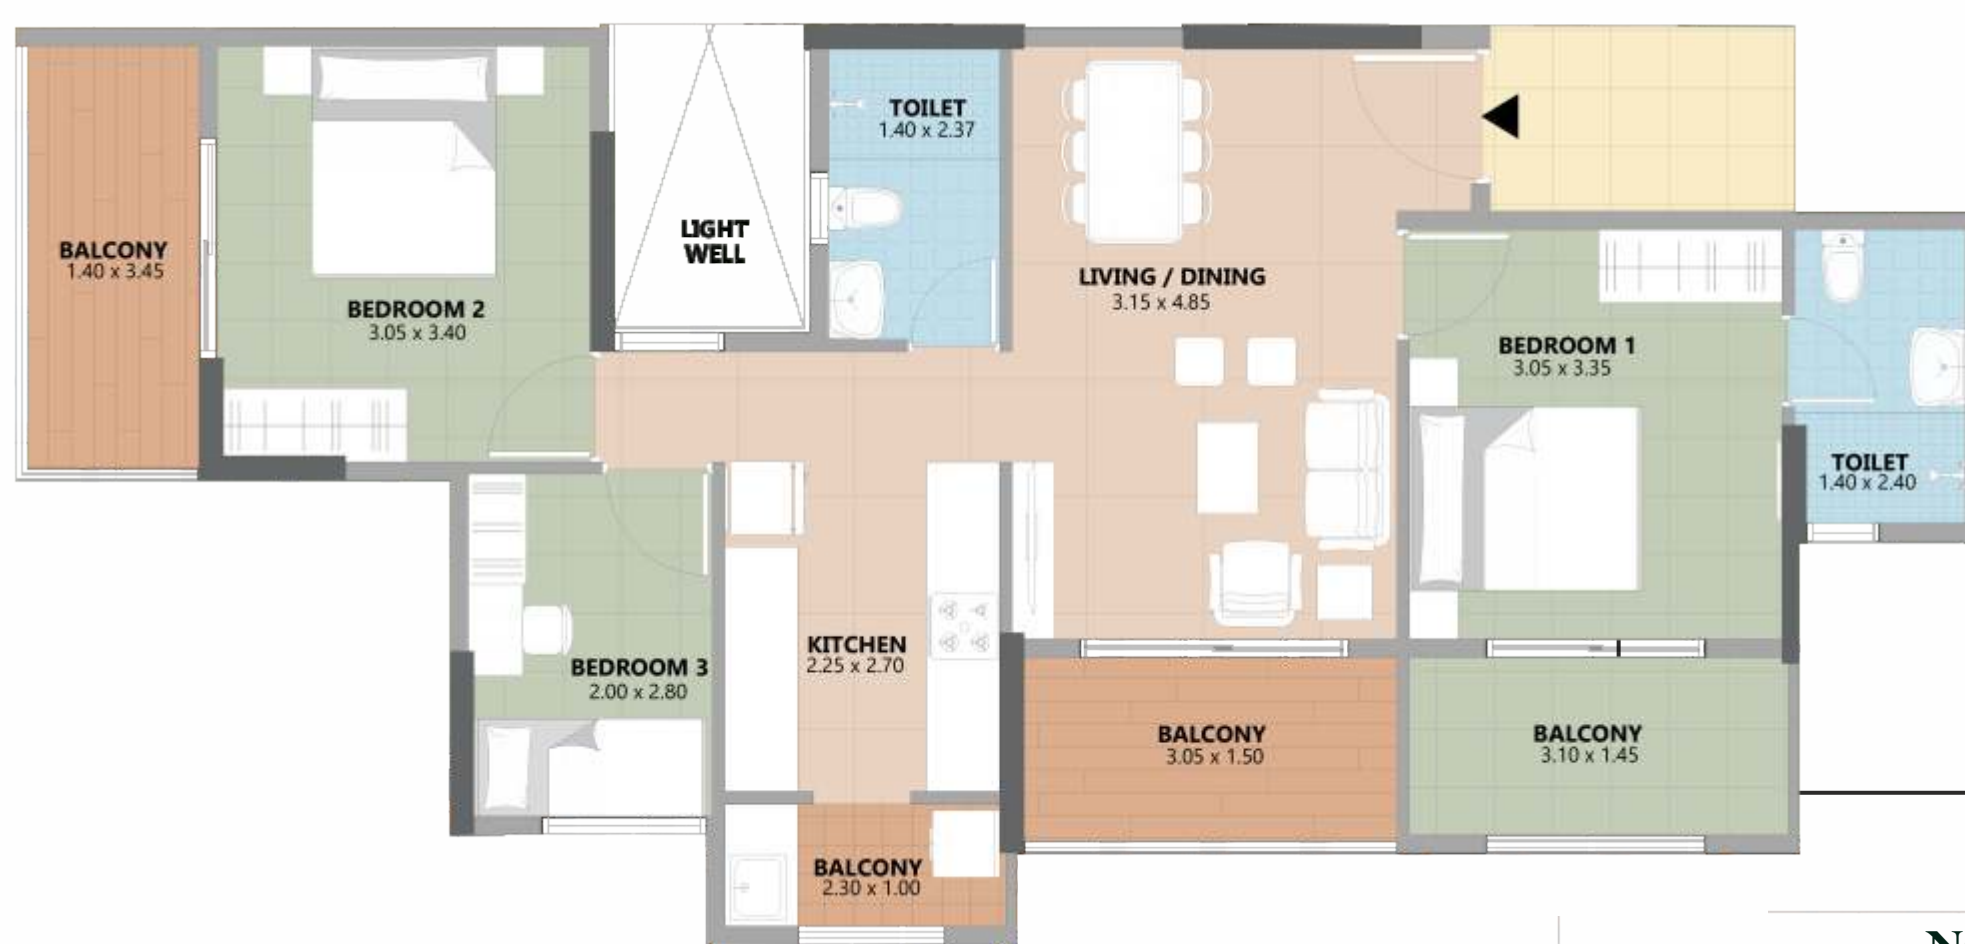 TOILET
1.40 x 2.37
LIGHT
WELL
BALCONY
1.40 x 3.45
BEDROOM 2
3.05 x 3.40
LIVING / DINING
3.15 x 4.85
BEDROOM 1
3.05 x 3.35
TOILET
1.40 x 2.40
BEDROOM 3
2.00 x 2.80
KITCHEN
2.25 x 2.70
BALCONY
3.05 x 1.50
BALCONY
3.10 x 1.45
BALCONY
2.30 x 1.00
N